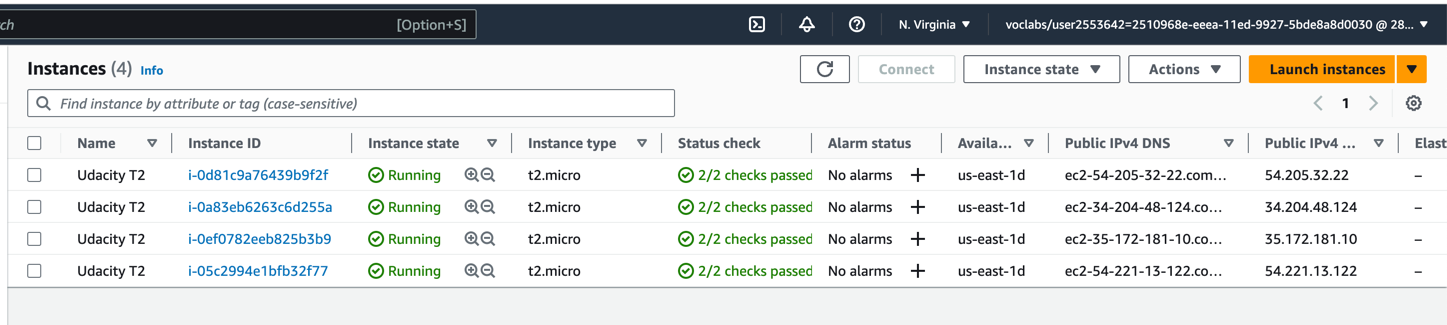 rch [Option+S] N. Virginia ▼ voclabs/user2553642=2510968e-eeea-11ed-9927-5bde8a8d0030 @ 28... ▼
Instances (4) Info Connect Instance state ▼ Actions ▼ Launch instances ▼
Find instance by attribute or tag (case-sensitive) 1
Name Instance ID Instance state Instance type Status check Alarm status Availa... Public IPv4 DNS Public IPv4 ... Elast
Udacity T2 i-0d81c9a76439b9f2f Running t2.micro 2/2 checks passed No alarms + us-east-1d ec2-54-205-32-22.com... 54.205.32.22 –
Udacity T2 i-0a83eb6263c6d255a Running t2.micro 2/2 checks passed No alarms + us-east-1d ec2-34-204-48-124.co... 34.204.48.124 –
Udacity T2 i-0ef0782eeb825b3b9 Running t2.micro 2/2 checks passed No alarms + us-east-1d ec2-35-172-181-10.co... 35.172.181.10 –
Udacity T2 i-05c2994e1bfb32f77 Running t2.micro 2/2 checks passed No alarms + us-east-1d ec2-54-221-13-122.co... 54.221.13.122 –